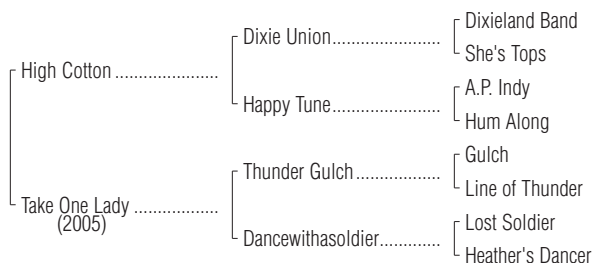 Dixieland Band
Dixie Union........................
She's Tops
High Cotton .......................
A.P. Indy
Happy Tune........................
Hum Along
Gulch
Thunder Gulch...................
Line of Thunder
Take One Lady ...................
(2005)
Lost Soldier
Dancewithasoldier.............
Heather's Dancer